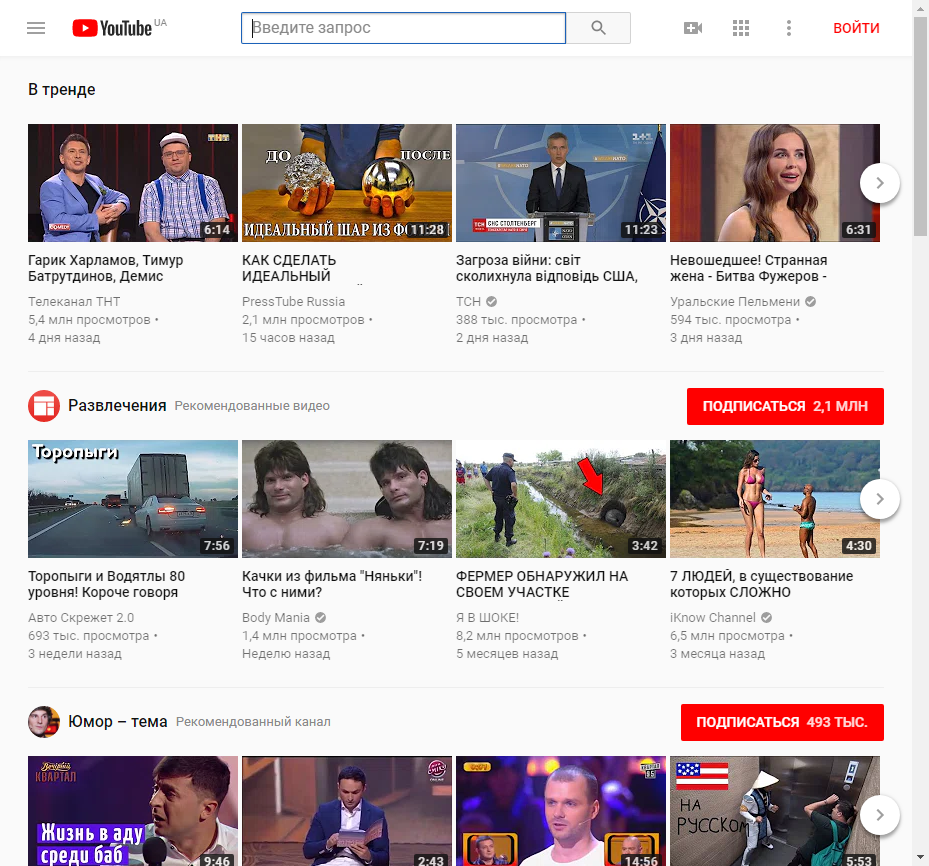 YouTube UA
Введите запрос
ВОЙТИ
В тренде
ТНТ
COMEDY
6:14
ДО
ПОСЛЕ
ИДЕАЛЬНЫЙ ШАР ИЗ ФО
11:28
1+1
ТСН ЄНС СТОЛТЕНБЕРГ
11:23
6:31
Гарик Харламов, Тимур
Батрутдинов, Демис
Телеканал ТНТ
5,4 млн просмотров •
4 дня назад
КАК СДЕЛАТЬ
ИДЕАЛЬНЫЙ
PressTube Russia
2,1 млн просмотров •
15 часов назад
Загроза війни: світ
сколихнула відповідь США,
ТСН
388 тыс. просмотра •
2 дня назад
Невошедшее! Странная
жена - Битва Фужеров -
Уральские Пельмени
594 тыс. просмотра •
3 дня назад
Развлечения Рекомендованные видео
ПОДПИСАТЬСЯ 2,1 МЛН
Торопыги
7:56
7:19
3:42
4:30
Торопыги и Водятлы 80
уровня! Короче говоря
Авто Скрежет 2.0
693 тыс. просмотра •
3 недели назад
Качки из фильма "Няньки"!
Что с ними?
Body Mania
1,4 млн просмотра •
Неделю назад
ФЕРМЕР ОБНАРУЖИЛ НА
СВОЕМ УЧАСТКЕ
Я В ШОКЕ!
8,2 млн просмотров •
5 месяцев назад
7 ЛЮДЕЙ, в существование
которых СЛОЖНО
iKnow Channel
6,5 млн просмотра •
3 месяца назад
Юмор – тема Рекомендованный канал
ПОДПИСАТЬСЯ 493 ТЫС.
Вечірній
КВАРТАЛ
Жизнь в аду
среди баб
9:46
2:43
КВАРТАЛ
95
14:56
НА
РУССКОМ
5:53